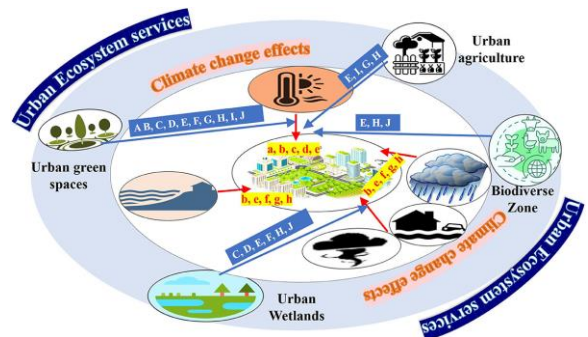 Urban Ecosystem services
Climate change effects
Urban
agriculture
E, I, G, H
A B, C, D, E, F, G, H, I, J
E, H, J
Urban green
spaces
a, b, c, d, e
b, e, f, g, h
b, e, f, g, h
Biodiverse
Zone
C, D, E, F, H, J
Climate change effects
Urban
Wetlands
Urban Ecosystem services